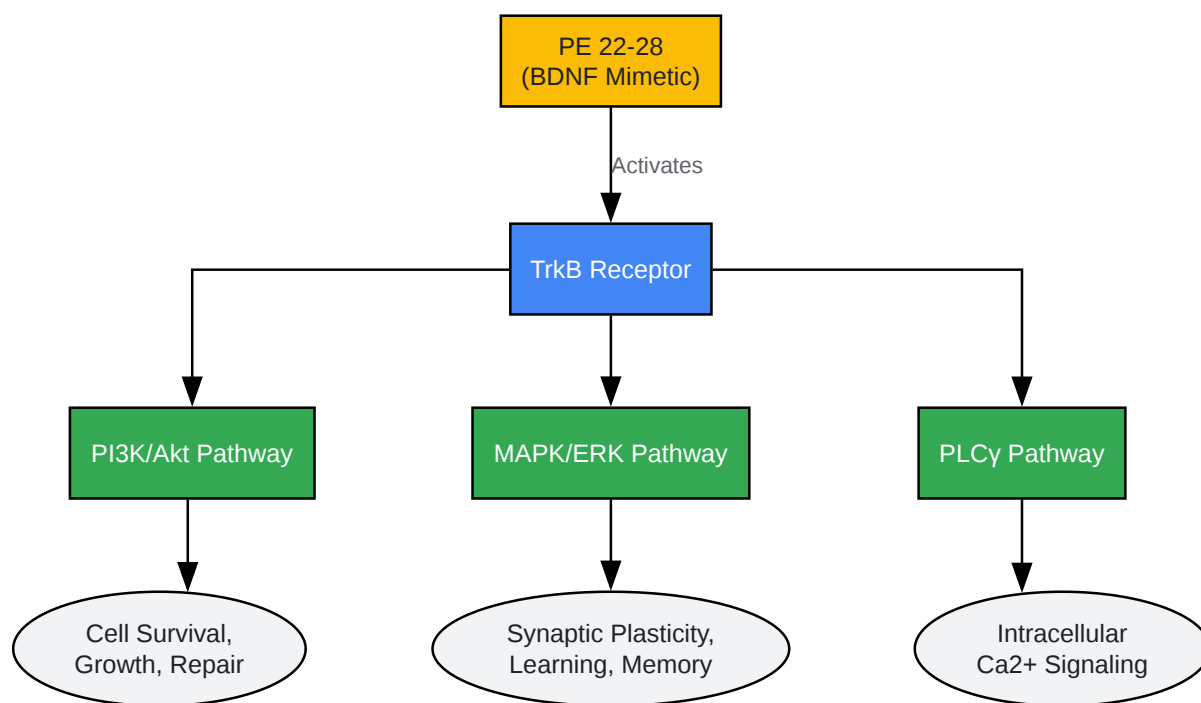 PE 22-28
(BDNF Mimetic)
Activates
TrkB Receptor
PI3K/Akt Pathway
MAPK/ERK Pathway
PLCγ Pathway
Cell Survival,
Growth, Repair
Synaptic Plasticity,
Learning, Memory
Intracellular
Ca2+ Signaling